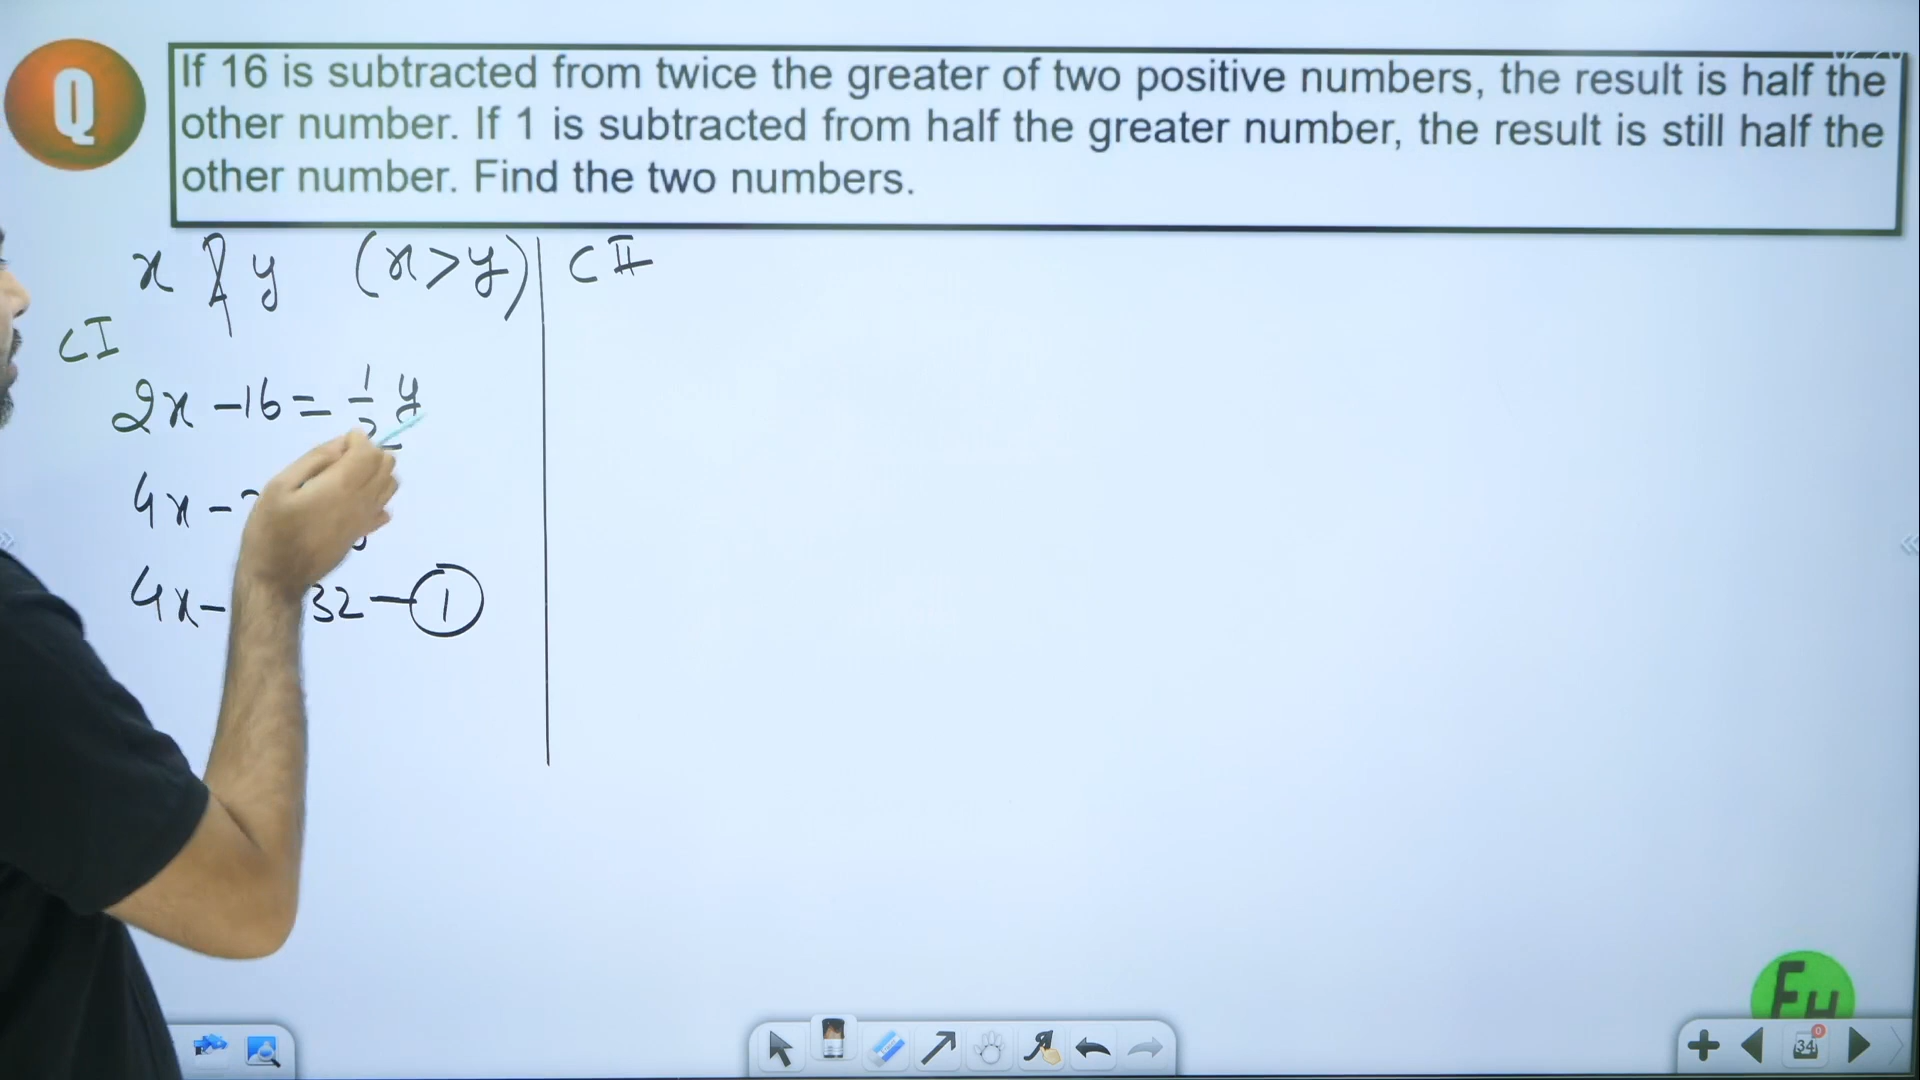 Q
If 16 is subtracted from twice the greater of two positive numbers, the result is half the
other number. If 1 is subtracted from half the greater number, the result is still half the
other number. Find the two numbers.
x & y (x>y)
C II
C I
2x - 16 = 1/2 y
4x -
4x - 32 — 1
34
0